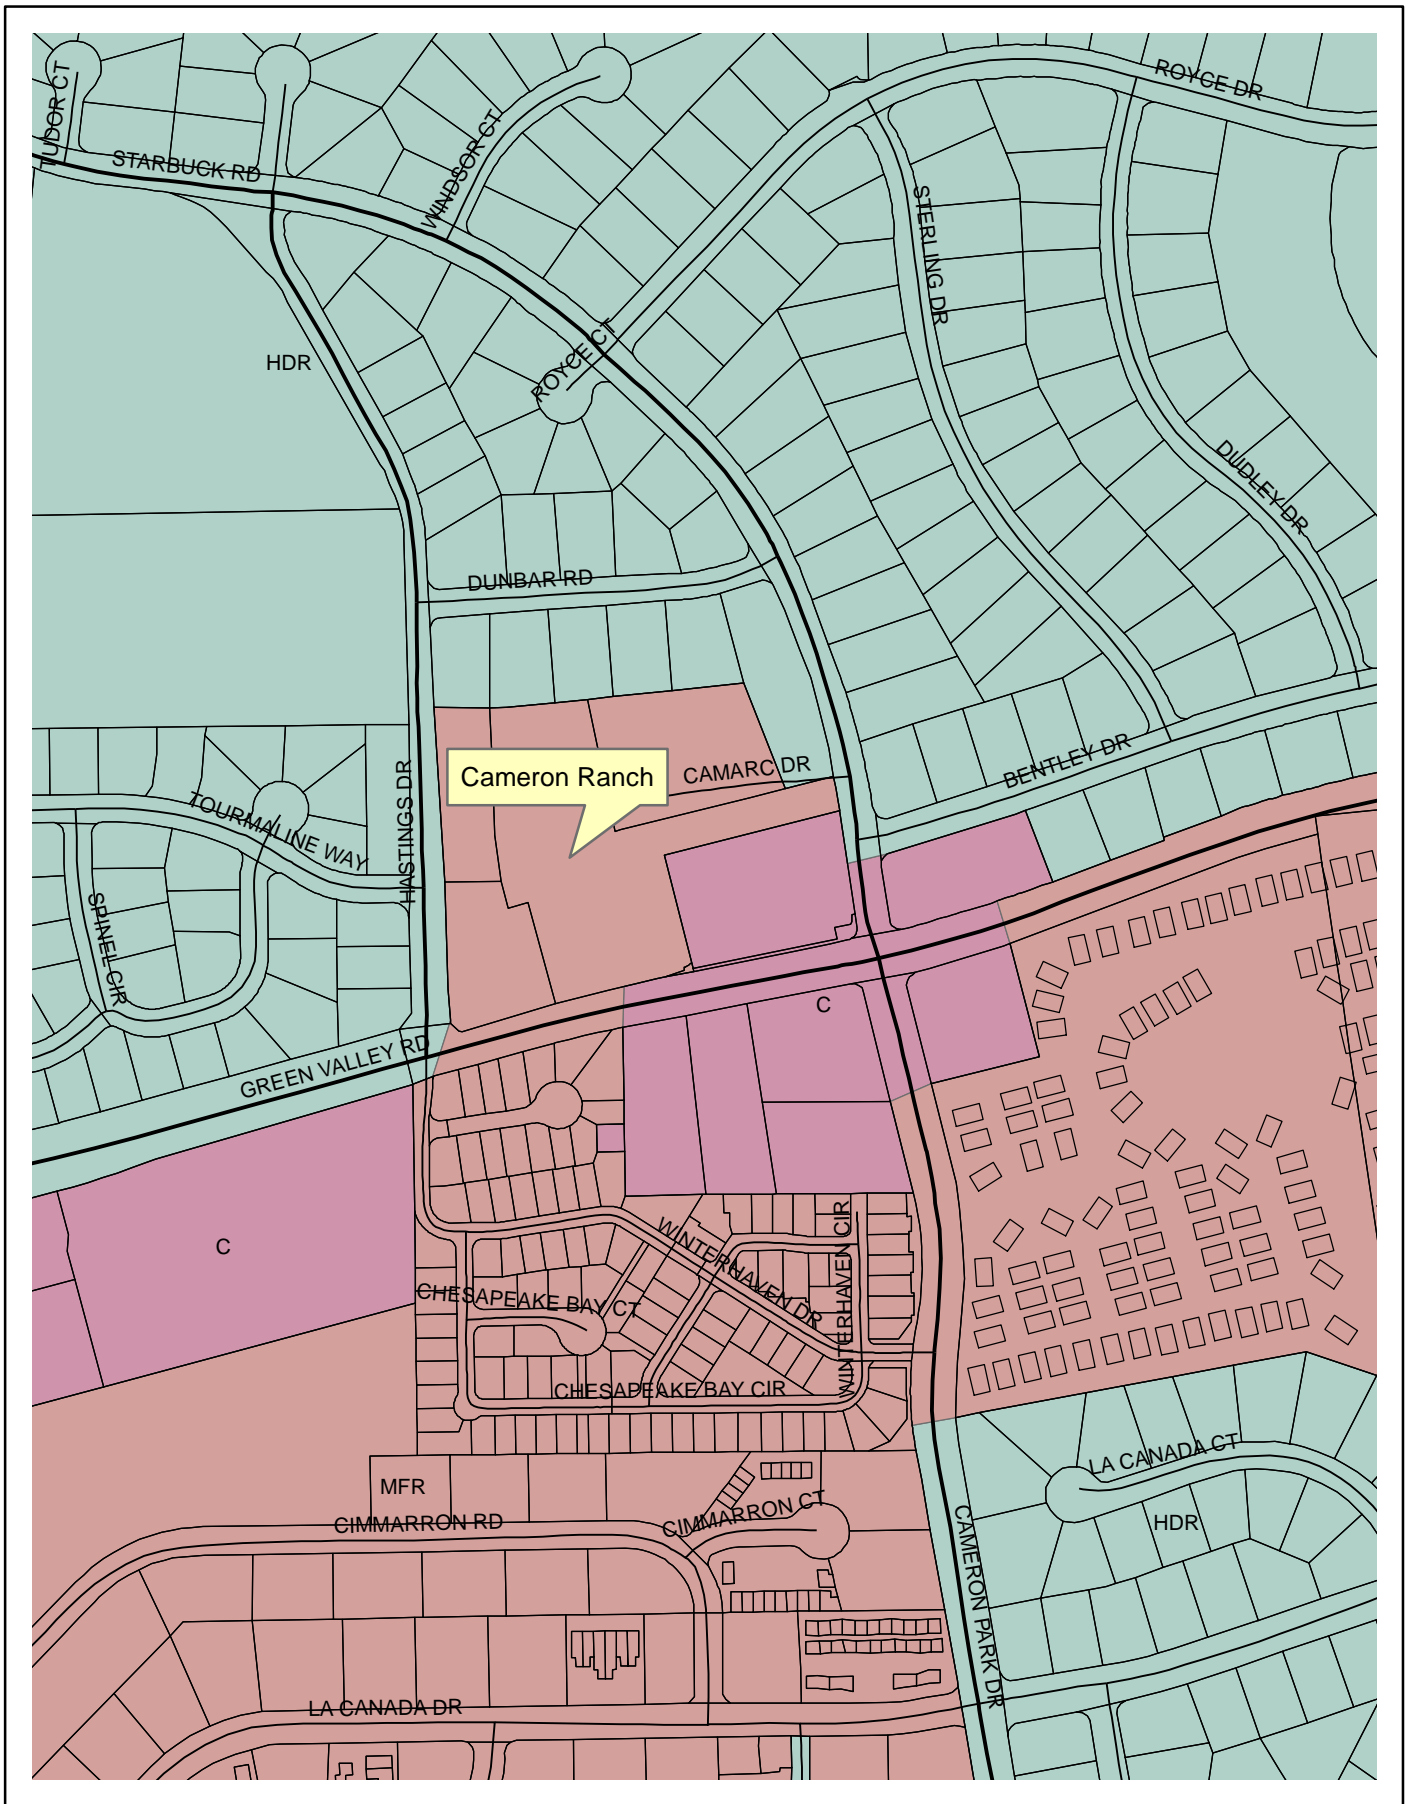 ROYCE DR
TUDOR CT
STARBUCK RD
WINDSOR CT
STERLING DR
HDR
ROYCE CT
DUDLEY DR
DUNBAR RD
CAMARC DR
BENTLEY DR
Cameron Ranch
HASTINGS DR
TOURMALINE WAY
SPINEL CIR
C
GREEN VALLEY RD
C
WINTERHAVEN DR
WINTERHAVEN CIR
CHESAPEAKE BAY CT
CHESAPEAKE BAY CIR
LA CANADA CT
MFR
CIMMARRON RD
CIMMARRON CT
HDR
CAMERON PARK DR
LA CANADA DR